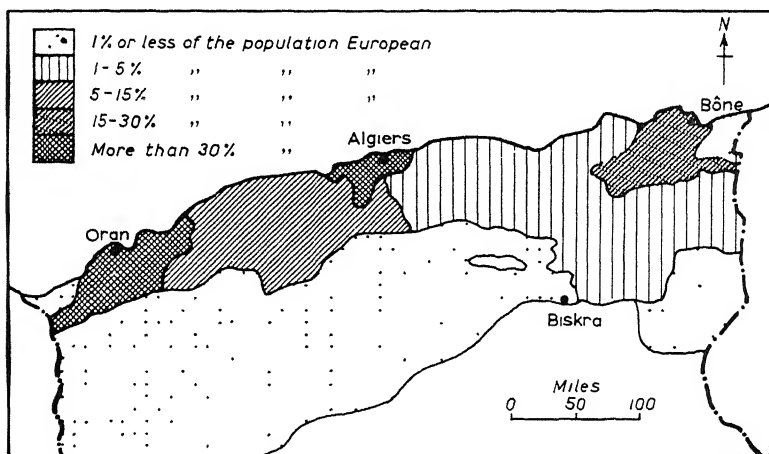 1% or less of the population European
1-5% ,, ,, ,,
5-15% ,, ,, ,,
15-30% ,, ,,
More than 30% ,,
N
Bône
Algiers
Oran
Biskra
Miles
0 50 100